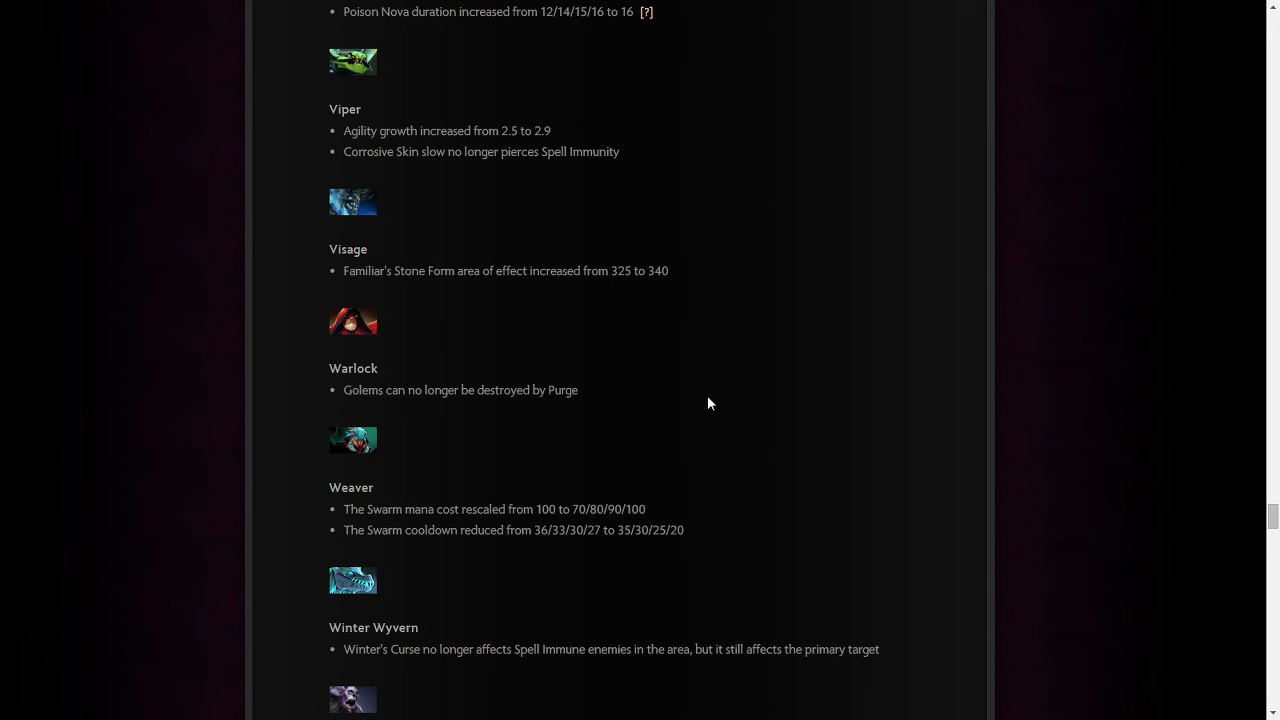 • Poison Nova duration increased from 12/14/15/16 to 16 [?]
Viper
• Agility growth increased from 2.5 to 2.9
• Corrosive Skin slow no longer pierces Spell Immunity
Visage
• Familiar's Stone Form area of effect increased from 325 to 340
Warlock
• Golems can no longer be destroyed by Purge
Weaver
• The Swarm mana cost rescaled from 100 to 70/80/90/100
• The Swarm cooldown reduced from 36/33/30/27 to 35/30/25/20
Winter Wyvern
• Winter's Curse no longer affects Spell Immune enemies in the area, but it still affects the primary target